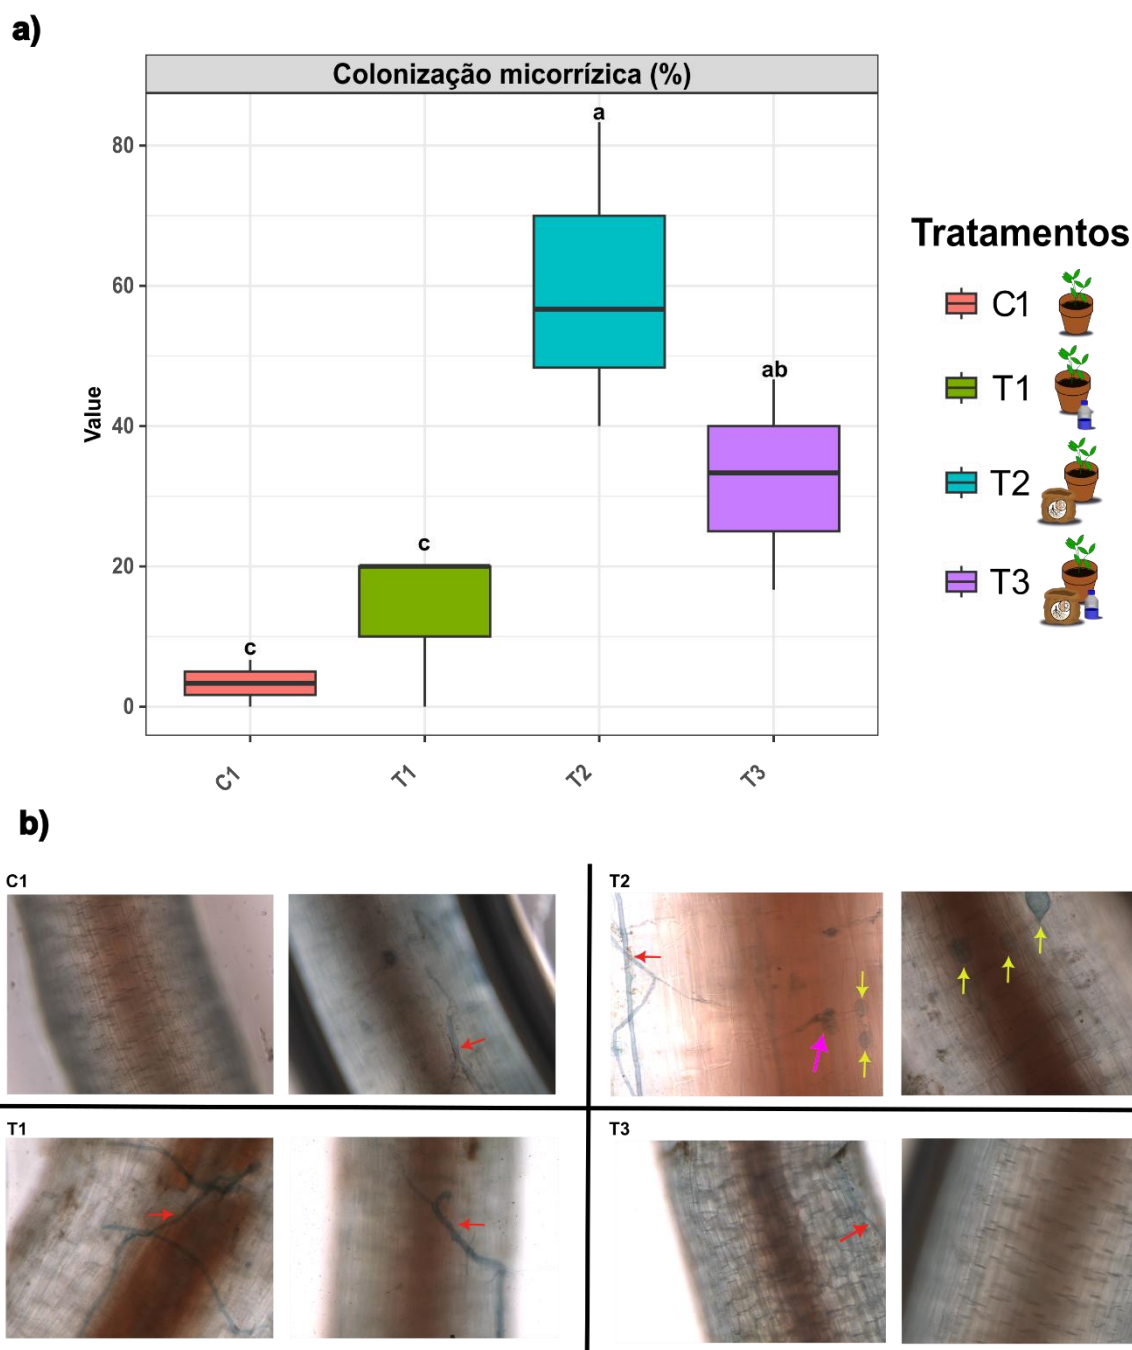 a)
Colonização micorrízica (%)
Value
80
60
40
20
0
c
c
a
ab
C1
T1
T2
T3
Tratamentos
C1
T1
T2
T3
b)
C1
T2
T1
T3